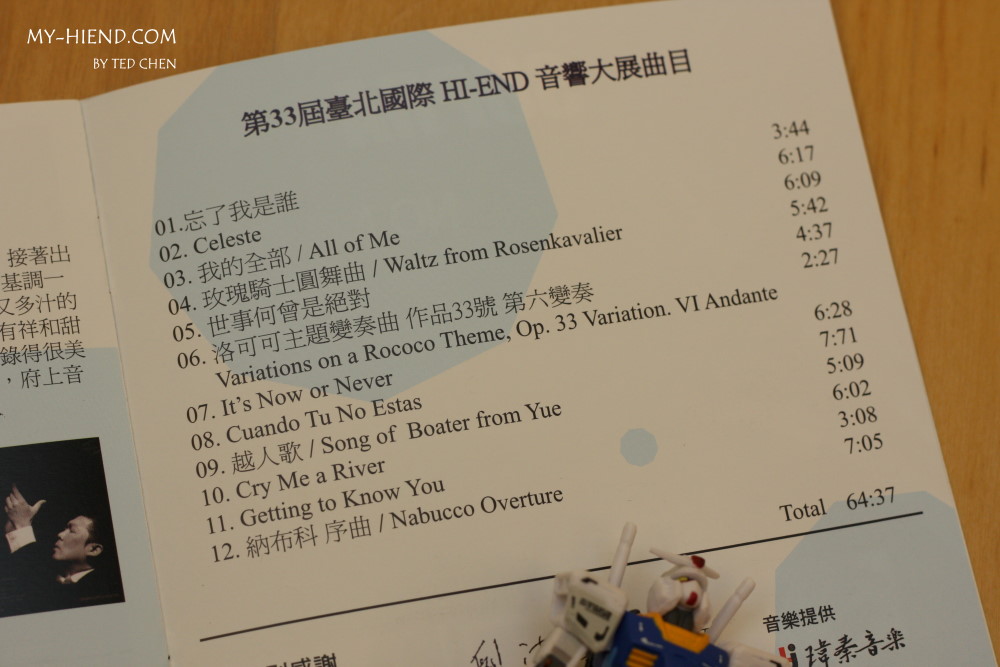 MY-HIEND.COM
BY TED CHEN
第33屆臺北國際 HI-END 音響大展曲目
01.忘了我是誰 3:44
02. Celeste 6:17
03. 我的全部 / All of Me 6:09
04. 玫瑰騎士圓舞曲 / Waltz from Rosenkavalier 5:42
05. 世事何曾是絕對 4:37
06. 洛可可主題變奏曲 作品33號 第六變奏 2:27
Variations on a Rococo Theme, Op. 33 Variation. VI Andante
07. It's Now or Never 6:28
08. Cuando Tu No Estas 7:71
09. 越人歌 / Song of Boater from Yue 5:09
10. Cry Me a River 6:02
11. Getting to Know You 3:08
12. 納布科 序曲 / Nabucco Overture 7:05
Total 64:37
接著出
基調一
又多汁的
有祥和甜
錄得很美
，府上音
感謝
音樂提供
瑋秦音樂